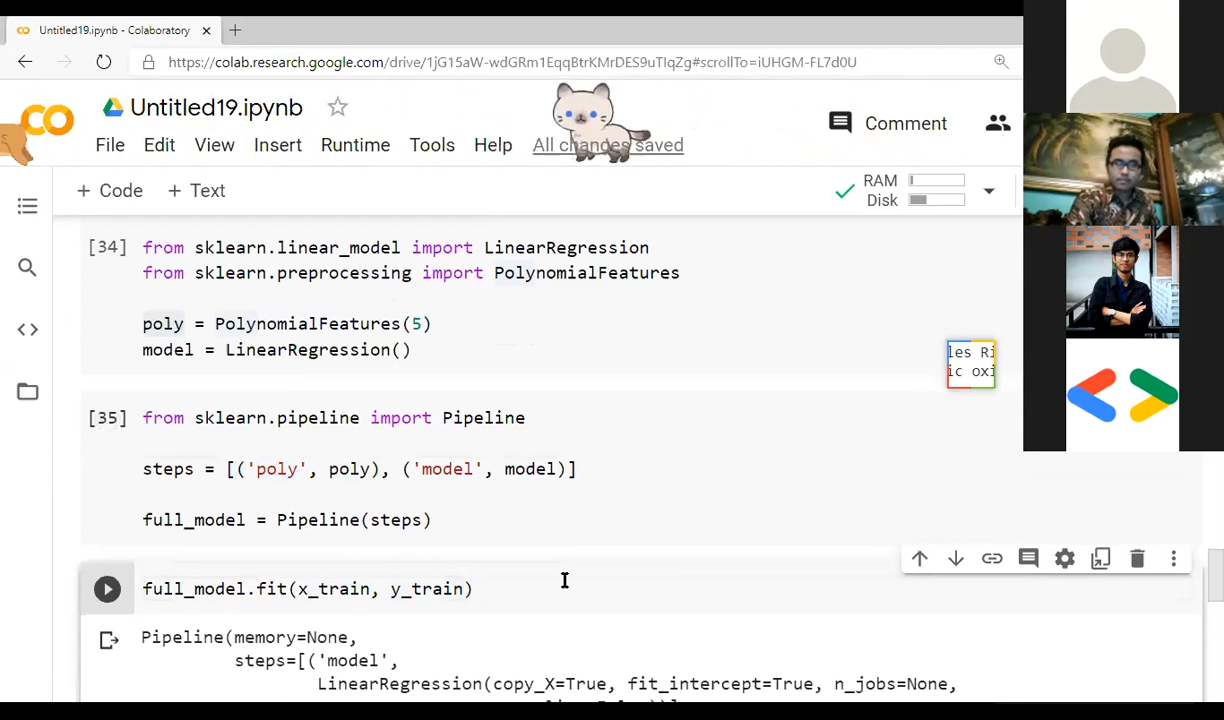 Untitled19.ipynb - Colaboratory
https://colab.research.google.com/drive/1jG15aW-wdGRm1EqqBtrKMrDES9uTlqZg#scrollTo=iUHGM-FL7d0U
Untitled19.ipynb
Comment
File Edit View Insert Runtime Tools Help All changes saved
+ Code + Text
RAM
Disk
[34] from sklearn.linear_model import LinearRegression
from sklearn.preprocessing import PolynomialFeatures
poly = PolynomialFeatures(5)
model = LinearRegression()
les Ri
ic oxi
[35] from sklearn.pipeline import Pipeline
steps = [('poly', poly), ('model', model)]
full_model = Pipeline(steps)
full_model.fit(x_train, y_train)
Pipeline(memory=None,
steps=[('model',
LinearRegression(copy_X=True, fit_intercept=True, n_jobs=None,